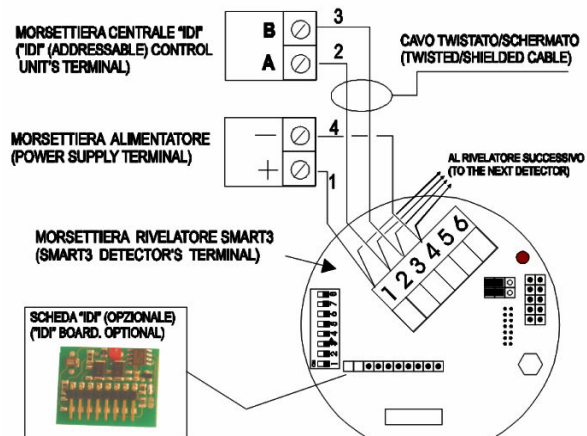 MORSETTIERA CENTRALE "IDI"
("IDI" (ADDRESSABLE) CONTROL
UNIT'S TERMINAL)
B
A
3
2
CAVO TWISTATO/SCHERMATO
(TWISTED/SHIELDED CABLE)
MORSETTIERA ALIMENTATORE
(POWER SUPPLY TERMINAL)
–
+
4
1
AL RIVELATORE SUCCESSIVO
(TO THE NEXT DETECTOR)
MORSETTIERA RIVELATORE SMART3
(SMART3 DETECTOR'S TERMINAL)
1 2 3 4 5 6
SCHEDA "IDI" (OPZIONALE)
("IDI" BOARD. OPTIONAL)